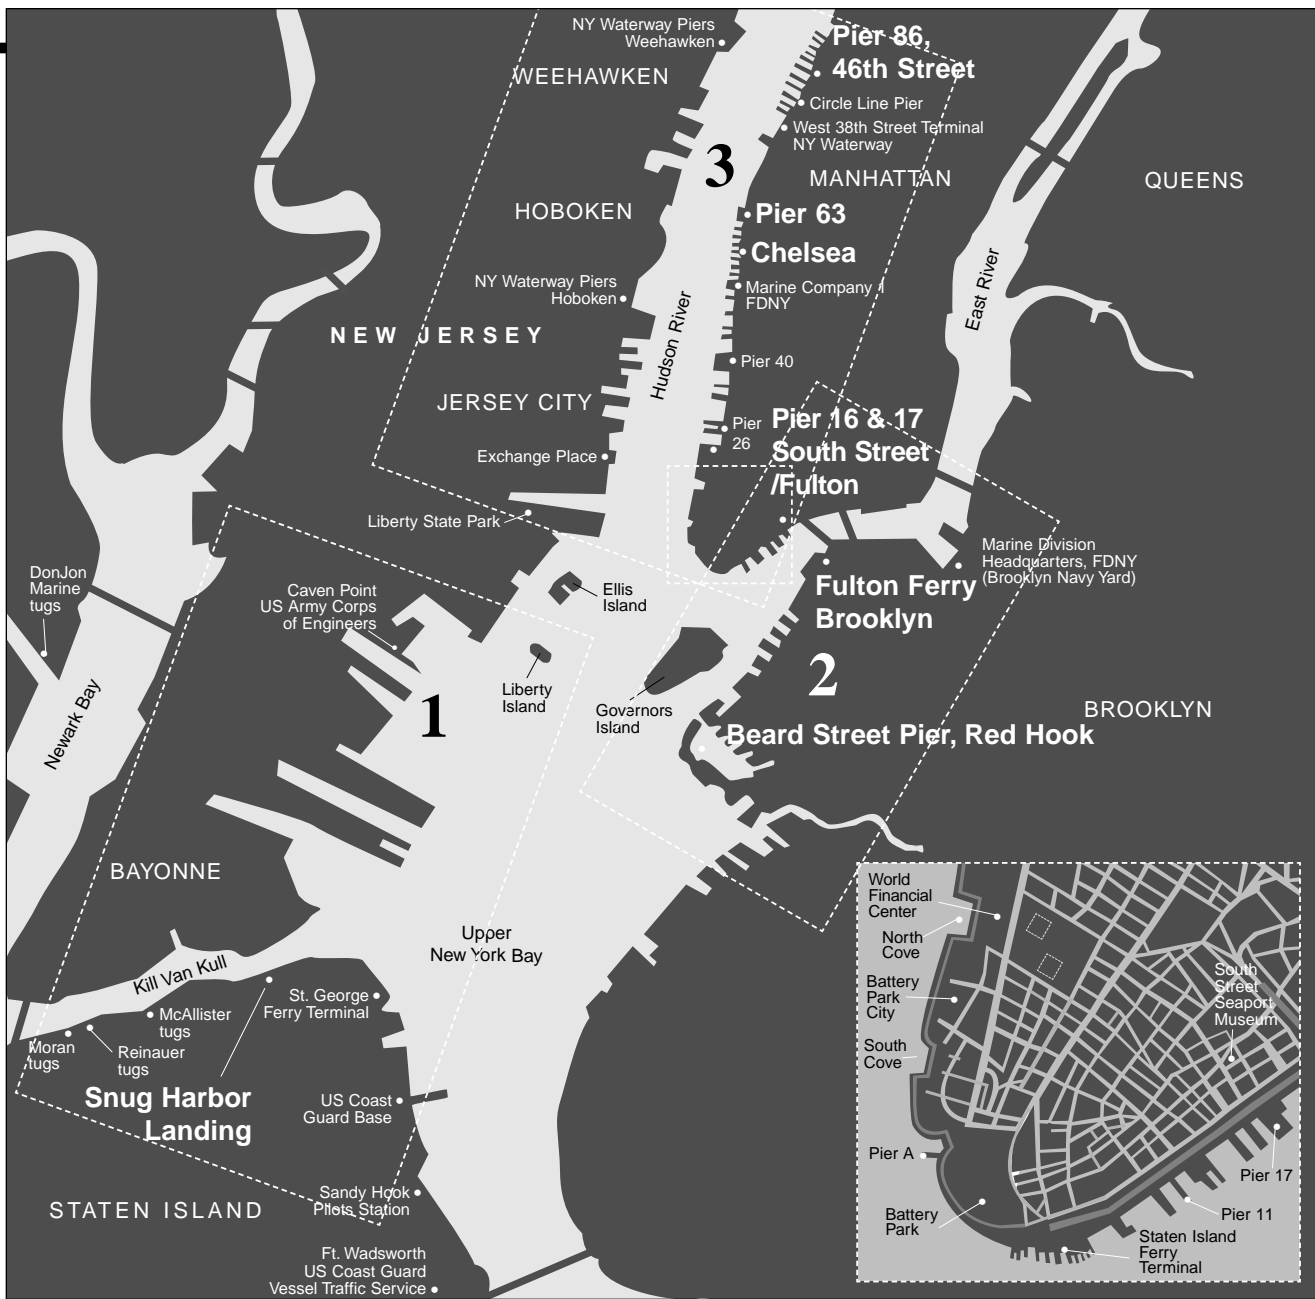 NY Waterway Piers
Weehawken
WEEHAWKEN
Pier 86,
46th Street
Circle Line Pier
West 38th Street Terminal
NY Waterway
3
MANHATTAN
QUEENS
HOBOKEN
Pier 63
Chelsea
NY Waterway Piers
Hoboken
Marine Company 1
FDNY
East River
NEW JERSEY
Hudson River
Pier 40
JERSEY CITY
Pier
26
Pier 16 & 17
South Street
/Fulton
Exchange Place
Liberty State Park
Marine Division
Headquarters, FDNY
(Brooklyn Navy Yard)
DonJon
Marine
tugs
Caven Point
US Army Corps
of Engineers
Ellis
Island
Fulton Ferry
Brooklyn
Liberty
Island
2
Newark Bay
1
Governors
Island
BROOKLYN
Beard Street Pier, Red Hook
BAYONNE
Upper
New York Bay
Kill Van Kull
St. George
Ferry Terminal
McAllister
tugs
Moran
tugs
Reinauer
tugs
Snug Harbor
Landing
US Coast
Guard Base
STATEN ISLAND
Sandy Hook
Pilots Station
Ft. Wadsworth
US Coast Guard
Vessel Traffic Service
World
Financial
Center
North
Cove
Battery
Park
City
South
Street
Seaport
Museum
South
Cove
Pier A
Pier 17
Battery
Park
Pier 11
Staten Island
Ferry
Terminal